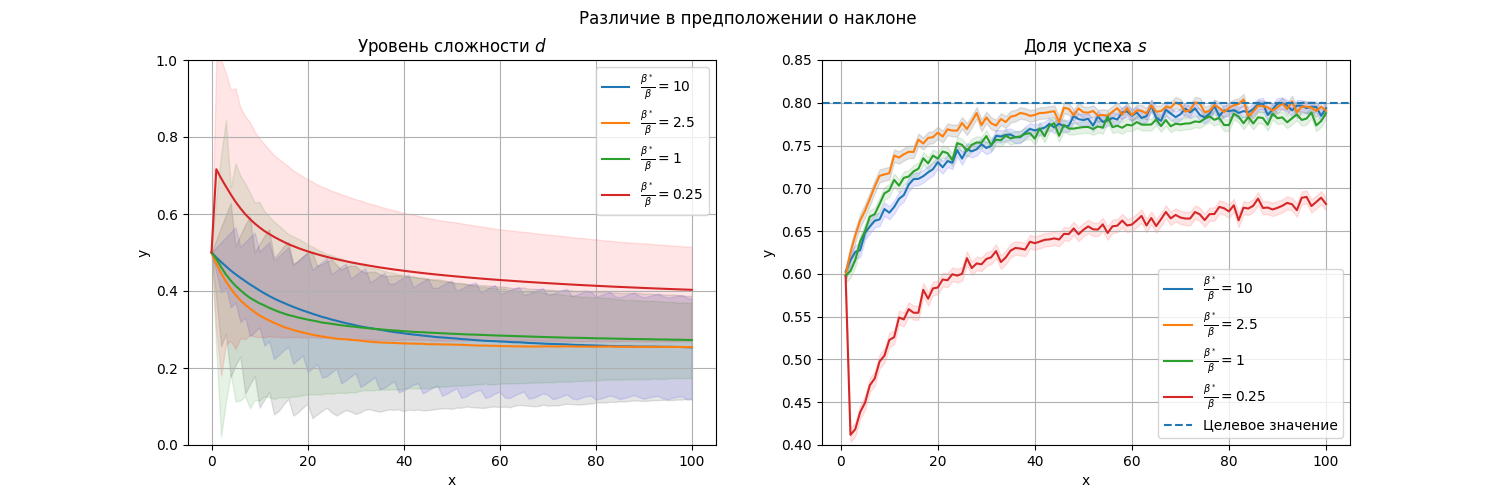 Различие в предположении о наклоне
Уровень сложности d
y
1.0
0.8
0.6
0.4
0.2
0.0
0 20 40 60 80 100
x
β*/β = 10
β*/β = 2.5
β*/β = 1
β*/β = 0.25
Доля успеха s
y
0.85
0.80
0.75
0.70
0.65
0.60
0.55
0.50
0.45
0.40
0 20 40 60 80 100
x
β*/β = 10
β*/β = 2.5
β*/β = 1
β*/β = 0.25
Целевое значение